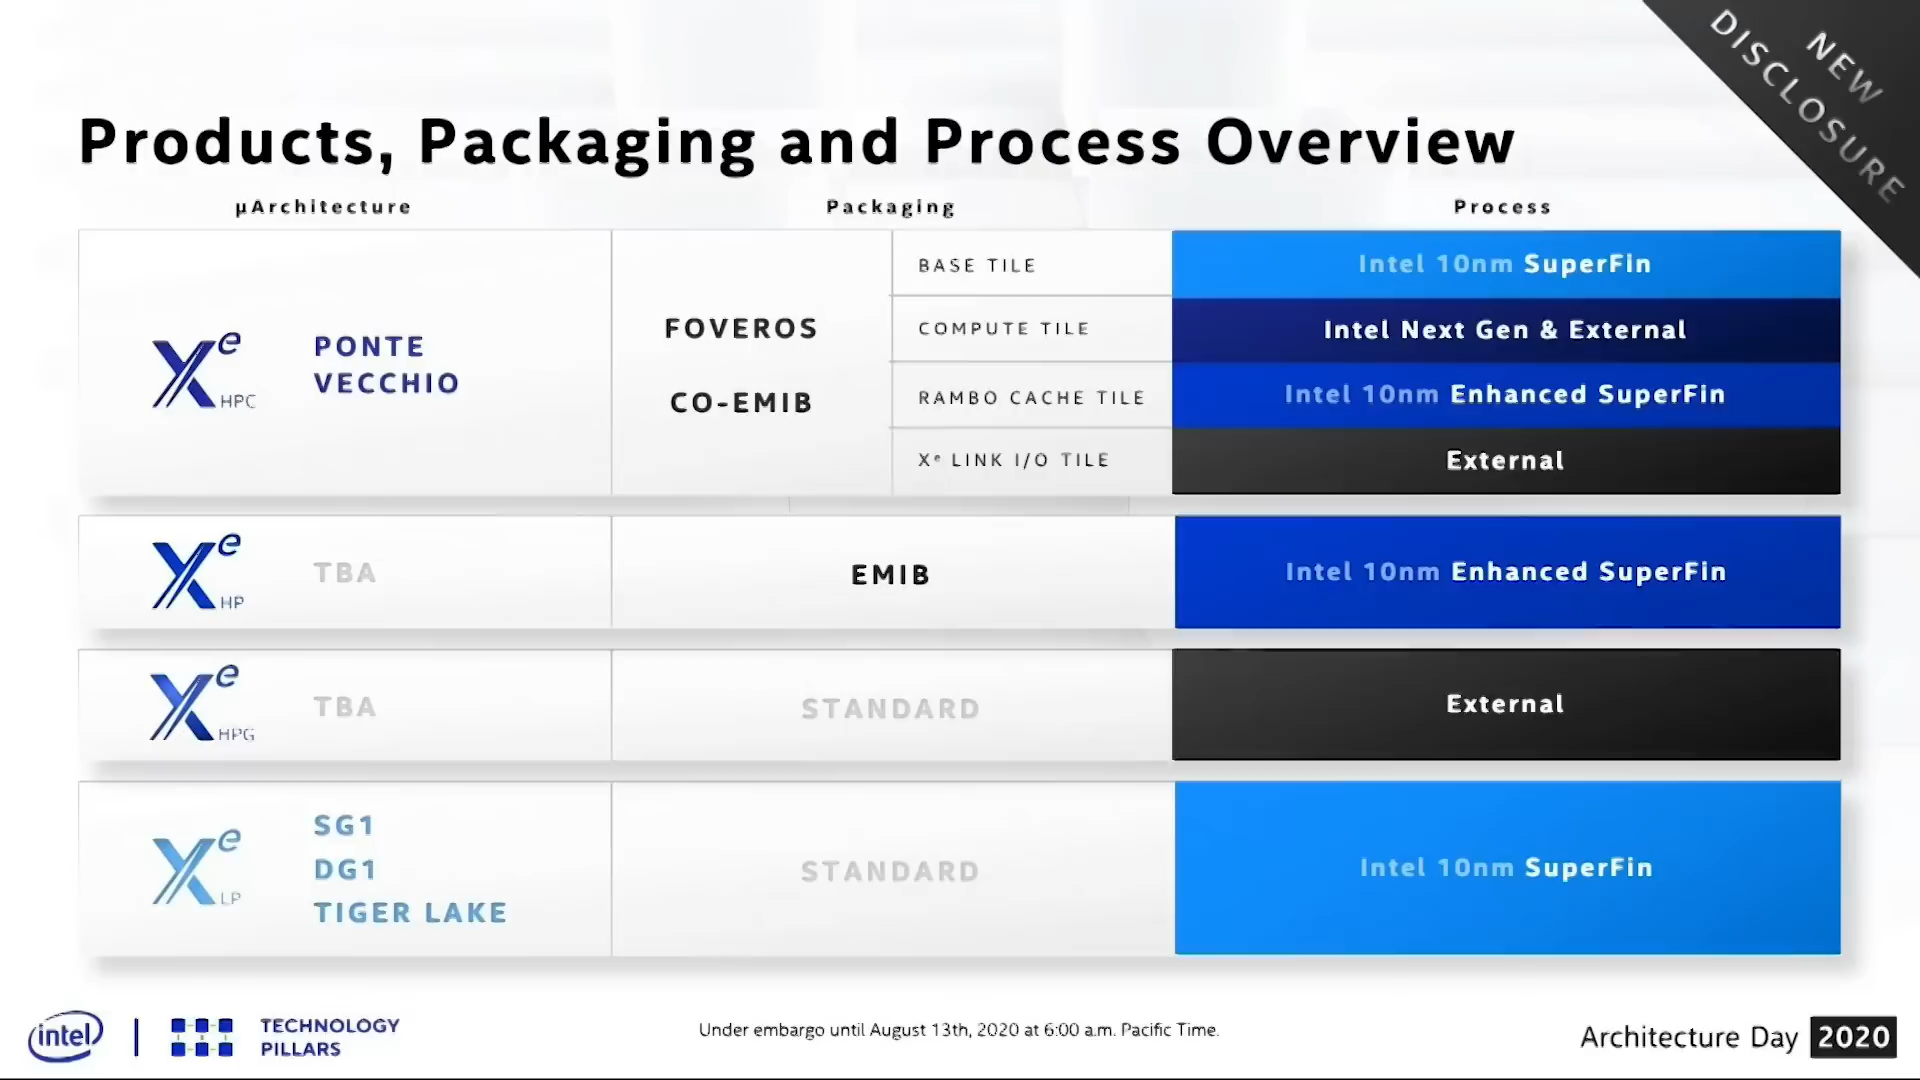 NEW
DISCLOSURE
Products, Packaging and Process Overview
µArchitecture Packaging Process
Xe HPC
PONTE
VECCHIO
FOVEROS
CO-EMIB
BASE TILE Intel 10nm SuperFin
COMPUTE TILE Intel Next Gen & External
RAMBO CACHE TILE Intel 10nm Enhanced SuperFin
Xe LINK I/O TILE External
Xe HP TBA EMIB Intel 10nm Enhanced SuperFin
Xe HPG TBA STANDARD External
Xe LP
SG1
DG1
TIGER LAKE
STANDARD Intel 10nm SuperFin
intel
TECHNOLOGY
PILLARS
Under embargo until August 13th, 2020 at 6:00 a.m. Pacific Time.
Architecture Day 2020